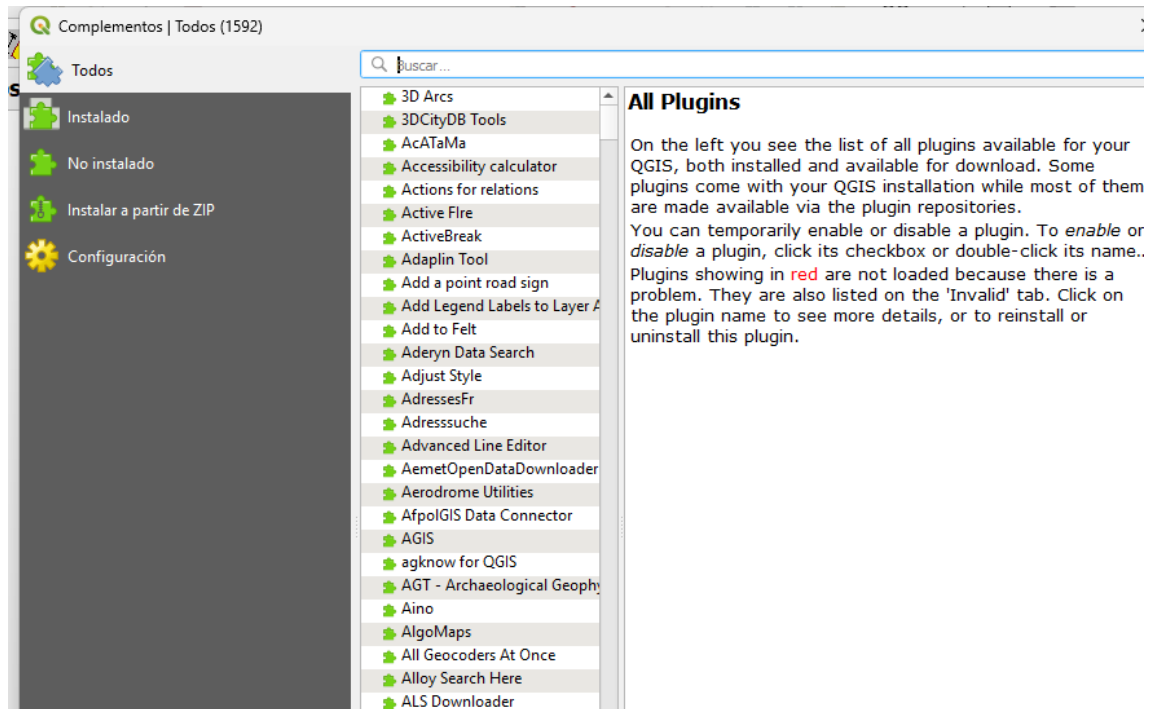 Complementos | Todos (1592)
Todos
Instalado
No instalado
Instalar a partir de ZIP
Configuración
Buscar...
3D Arcs
3DCityDB Tools
AcATaMa
Accessibility calculator
Actions for relations
Active FIre
ActiveBreak
Adaplin Tool
Add a point road sign
Add Legend Labels to Layer A
Add to Felt
Aderyn Data Search
Adjust Style
AdressesFr
Adresssuche
Advanced Line Editor
AemetOpenDataDownloader
Aerodrome Utilities
AfpolGIS Data Connector
AGIS
agknow for QGIS
AGT - Archaeological Geophy
Aino
AlgoMaps
All Geocoders At Once
Alloy Search Here
ALS Downloader
All Plugins
On the left you see the list of all plugins available for your
QGIS, both installed and available for download. Some
plugins come with your QGIS installation while most of them
are made available via the plugin repositories.
You can temporarily enable or disable a plugin. To enable or
disable a plugin, click its checkbox or double-click its name..
Plugins showing in red are not loaded because there is a
problem. They are also listed on the 'Invalid' tab. Click on
the plugin name to see more details, or to reinstall or
uninstall this plugin.